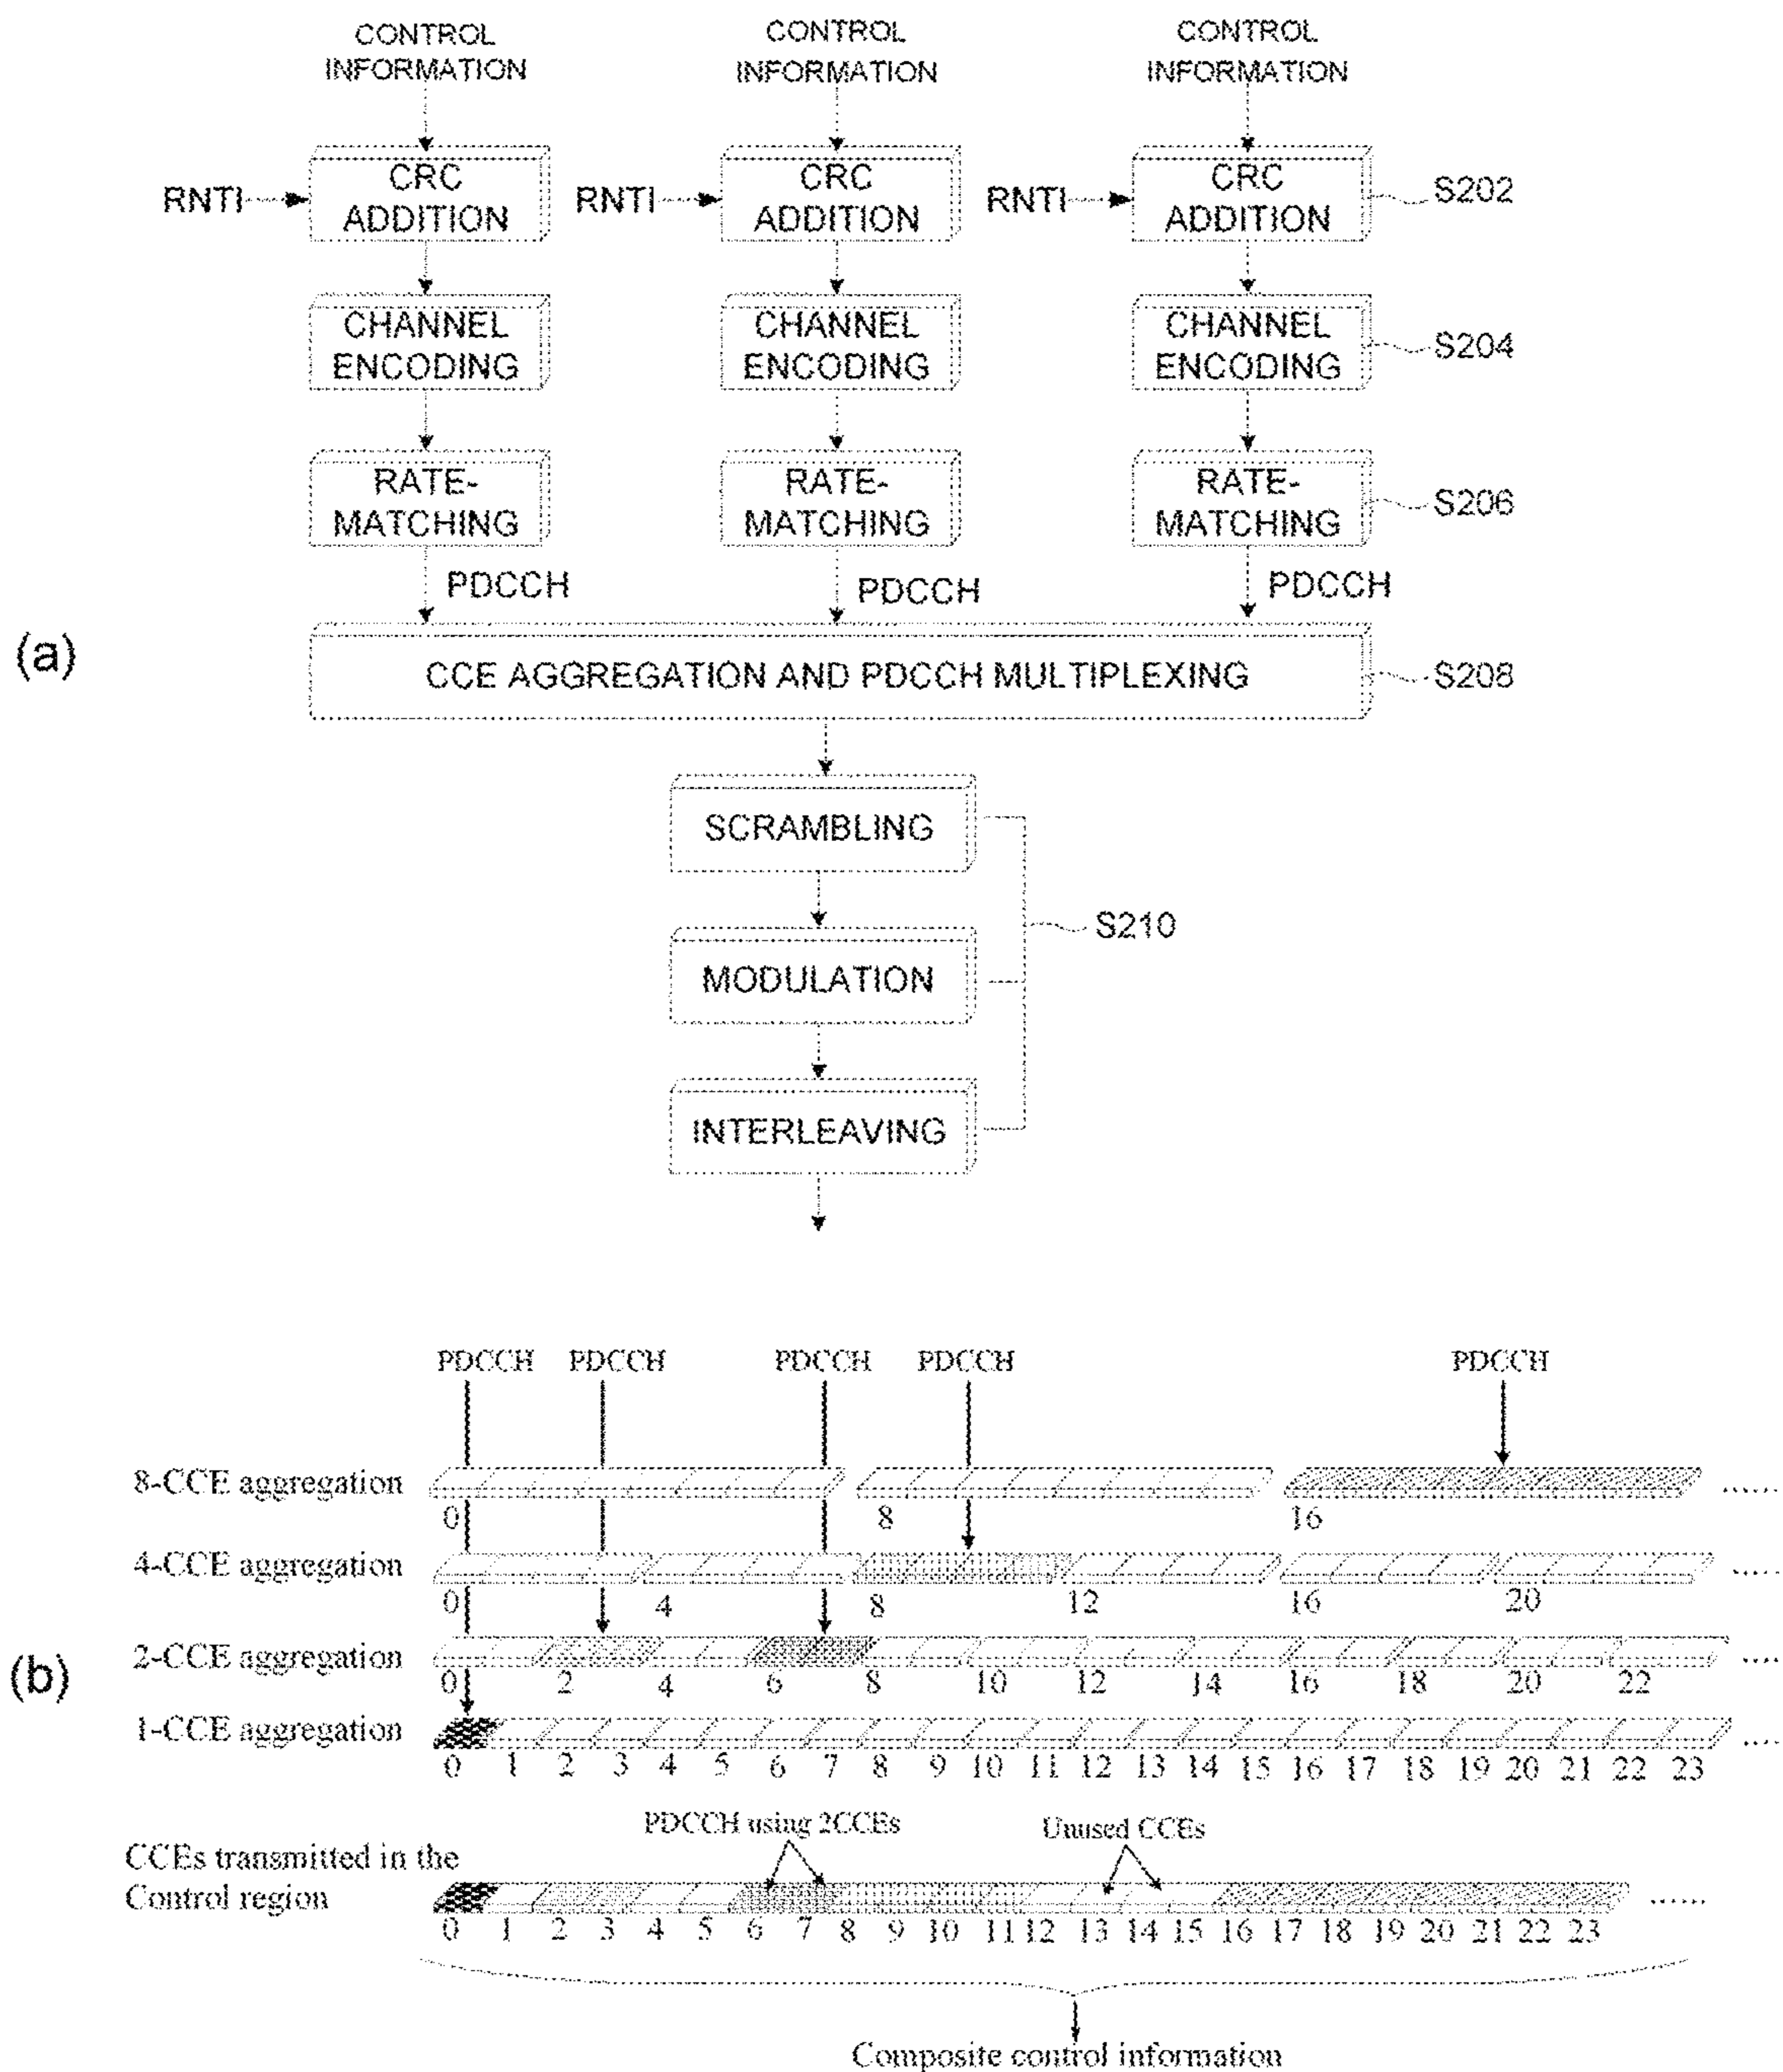 CONTROL INFORMATION
CONTROL INFORMATION
CONTROL INFORMATION
RNTI
CRC ADDITION
RNTI
CRC ADDITION
RNTI
CRC ADDITION
S202
CHANNEL ENCODING
CHANNEL ENCODING
CHANNEL ENCODING
S204
RATE-MATCHING
RATE-MATCHING
RATE-MATCHING
S206
PDCCH
PDCCH
PDCCH
(a)
CCE AGGREGATION AND PDCCH MULTIPLEXING
S208
SCRAMBLING
S210
MODULATION
INTERLEAVING
PDCCH PDCCH PDCCH PDCCH PDCCH
8-CCE aggregation
0 8 16
4-CCE aggregation
0 4 8 12 16 20
(b)
2-CCE aggregation
0 2 4 6 8 10 12 14 16 18 20 22
1-CCE aggregation
0 1 2 3 4 5 6 7 8 9 10 11 12 13 14 15 16 17 18 19 20 21 22 23
PDCCH using 2CCEs
Unused CCEs
CCEs transmitted in the
Control region
0 1 2 3 4 5 6 7 8 9 10 11 12 13 14 15 16 17 18 19 20 21 22 23
Composite control information